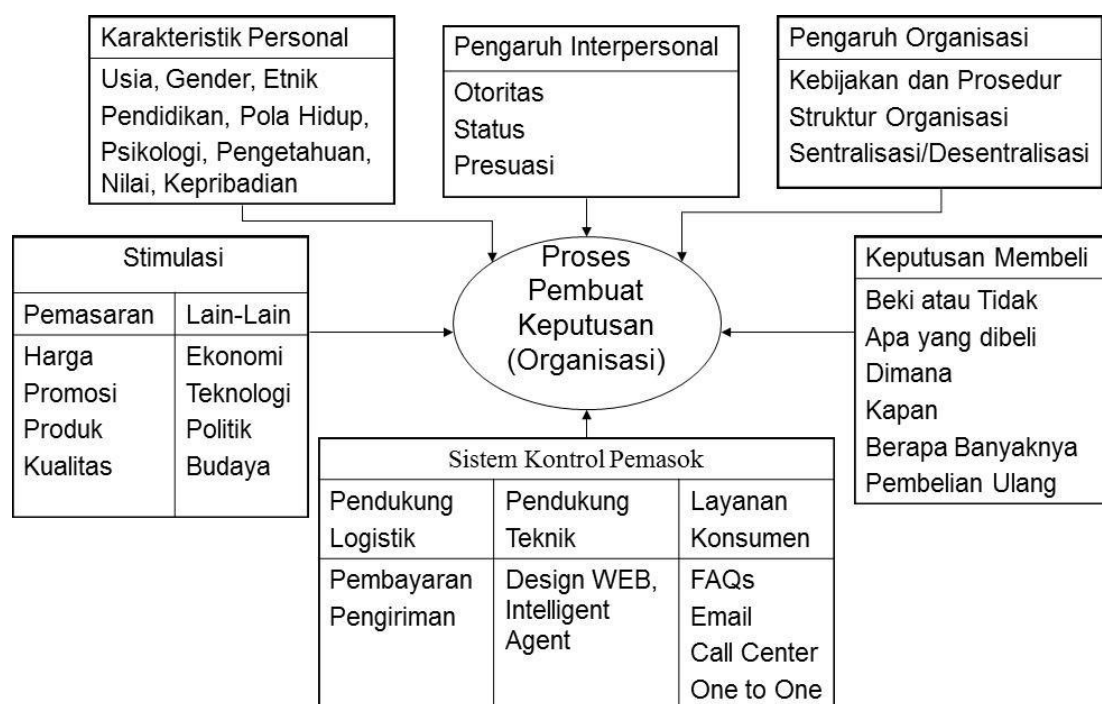 Karakteristik Personal
Usia, Gender, Etnik
Pendidikan, Pola Hidup,
Psikologi, Pengetahuan,
Nilai, Kepribadian
Pengaruh Interpersonal
Otoritas
Status
Presuasi
Pengaruh Organisasi
Kebijakan dan Prosedur
Struktur Organisasi
Sentralisasi/Desentralisasi
Stimulasi
Pemasaran
Harga
Promosi
Produk
Kualitas
Lain-Lain
Ekonomi
Teknologi
Politik
Budaya
Proses
Pembuat
Keputusan
(Organisasi)
Keputusan Membeli
Beki atau Tidak
Apa yang dibeli
Dimana
Kapan
Berapa Banyaknya
Pembelian Ulang
Sistem Kontrol Pemasok
Pendukung
Logistik
Pembayaran
Pengiriman
Pendukung
Teknik
Design WEB,
Intelligent
Agent
Layanan
Konsumen
FAQs
Email
Call Center
One to One